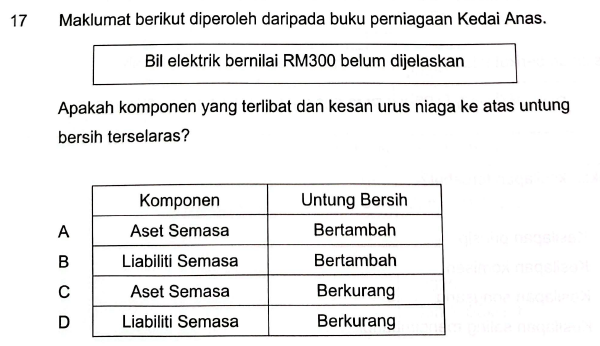 17 Maklumat berikut diperoleh daripada buku perniagaan Kedai Anas.
Bil elektrik bernilai RM300 belum dijelaskan
Apakah komponen yang terlibat dan kesan urus niaga ke atas untung
bersih terselaras?
Komponen Untung Bersih
A Aset Semasa Bertambah
B Liabiliti Semasa Bertambah
C Aset Semasa Berkurang
D Liabiliti Semasa Berkurang